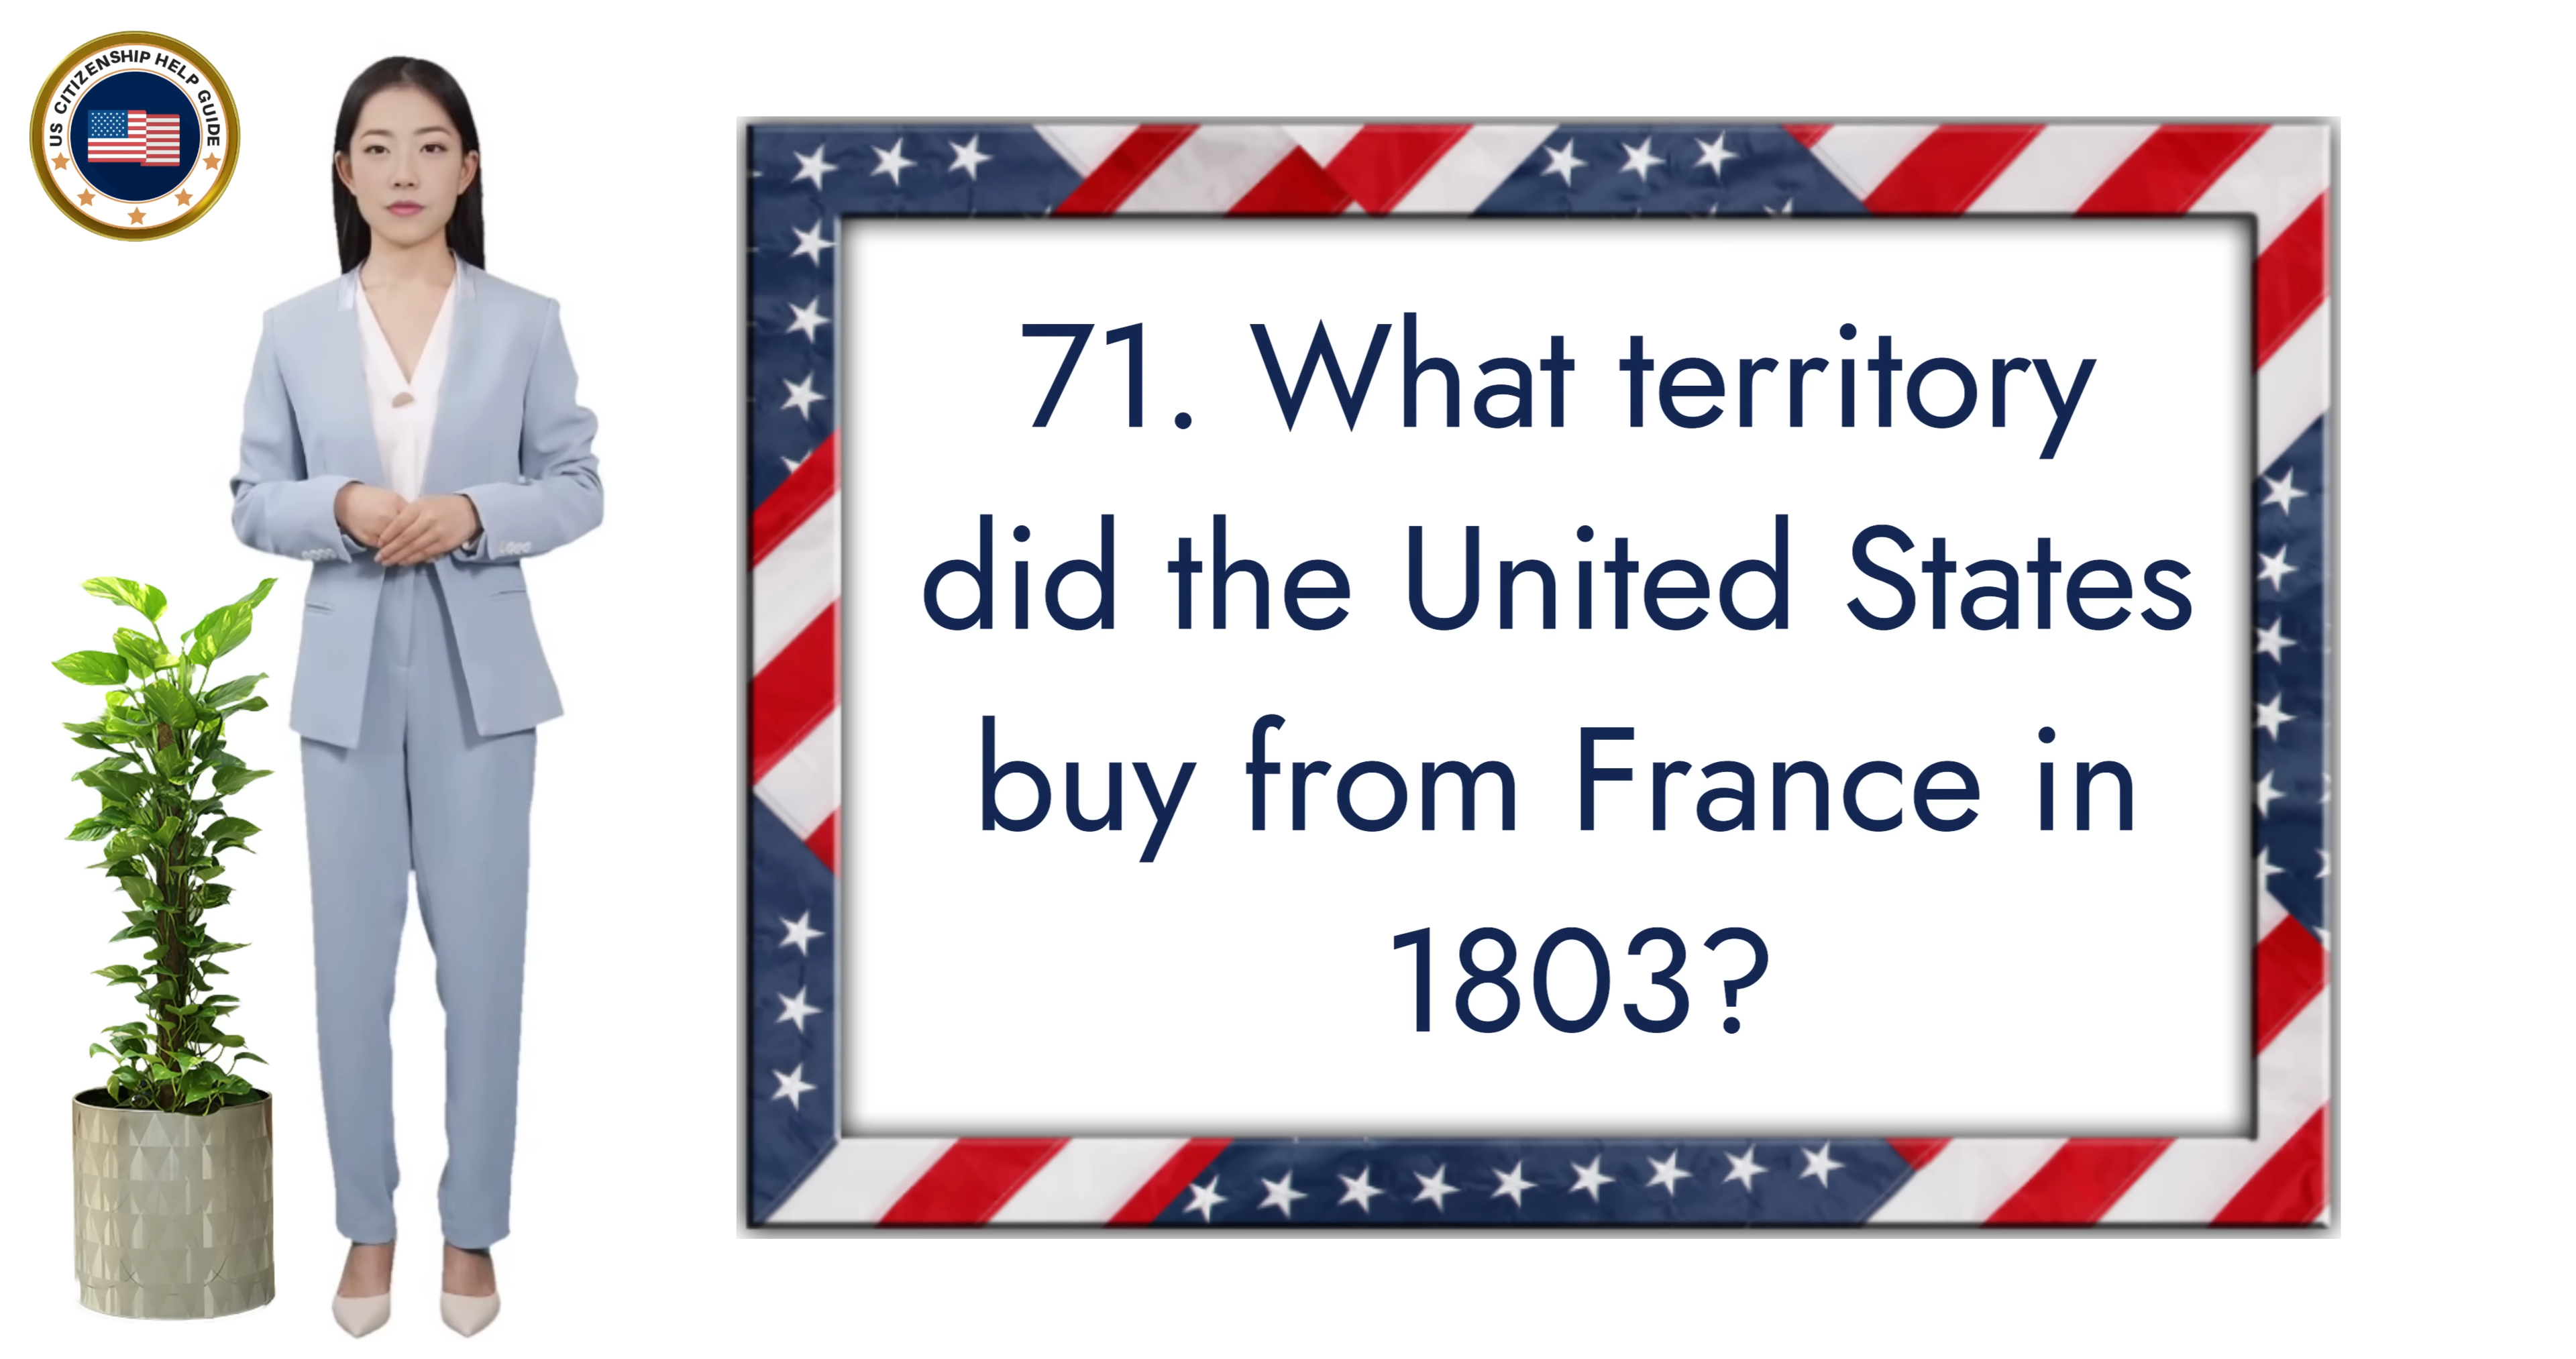 US CITIZENSHIP HELP GUIDE
71. What territory
did the United States
buy from France in
1803?